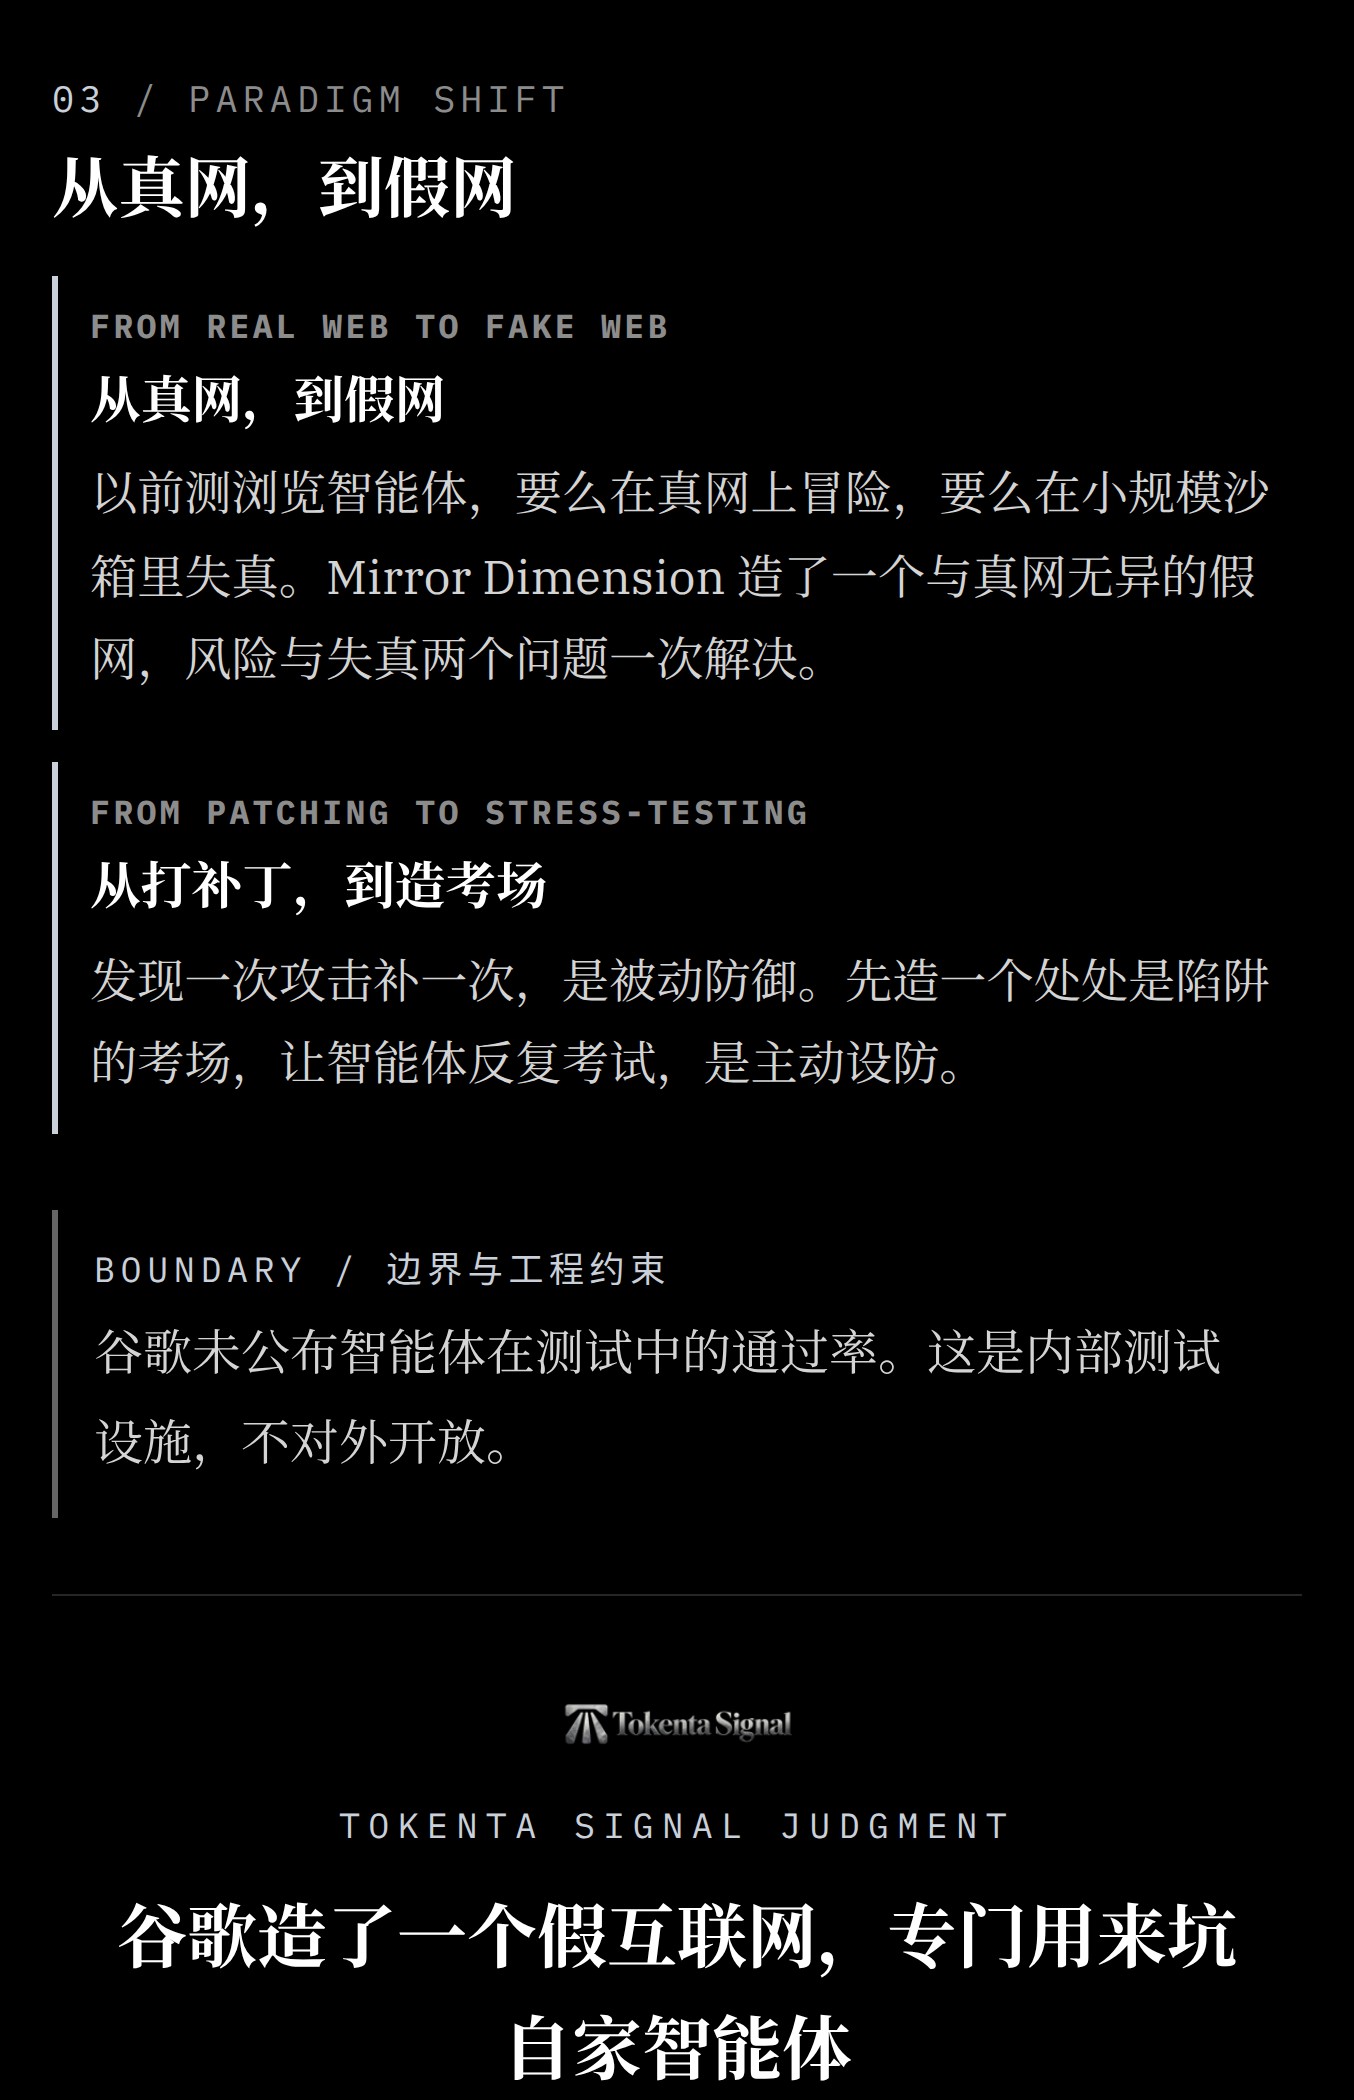 03 / PARADIGM SHIFT
从真网，到假网
FROM REAL WEB TO FAKE WEB
从真网，到假网
以前测浏览智能体，要么在真网上冒险，要么在小规模沙
箱里失真。Mirror Dimension 造了一个与真网无异的假
网，风险与失真两个问题一次解决。
FROM PATCHING TO STRESS-TESTING
从打补丁，到造考场
发现一次攻击补一次，是被动防御。先造一个处处是陷阱
的考场，让智能体反复考试，是主动设防。
BOUNDARY / 边界与工程约束
谷歌未公布智能体在测试中的通过率。这是内部测试
设施，不对外开放。
Tokenta Signal
TOKENTA SIGNAL JUDGMENT
谷歌造了一个假互联网，专门用来坑
自家智能体